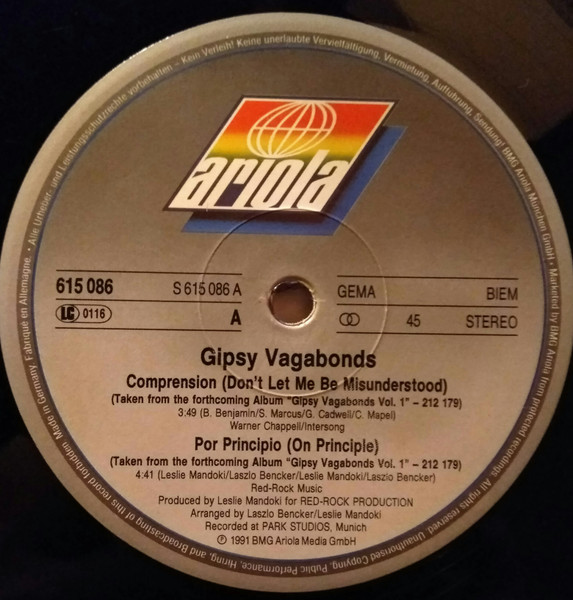 ariola
615 086
S 615 086 A
LC 0116
A
GEMA
BIEM
45
STEREO
Gipsy Vagabonds
Comprension (Don't Let Me Be Misunderstood)
(Taken from the forthcoming Album "Gipsy Vagabonds Vol. 1" – 212 179)
3:49 (B. Benjamin/S. Marcus/G. Cadwell/C. Mapel)
Warner Chappell/Intersong
Por Principio (On Principle)
(Taken from the forthcoming Album "Gipsy Vagabonds Vol. 1" – 212 179)
4:41 (Leslie Mandoki/Laszlo Bencker/Leslie Mandoki/Laszlo Bencker)
Red-Rock Music
Produced by Leslie Mandoki for RED-ROCK PRODUCTION
Arranged by Laszlo Bencker/Leslie Mandoki
Recorded at PARK STUDIOS, Munich
℗ 1991 BMG Ariola Media GmbH
Made in Germany. Fabriqué en Allemagne. • Alle Urheber- und Leistungsschutzrechte vorbehalten – Kein Verleih! Keine unerlaubte Vervielfältigung, Vermietung, Aufführung, Sendung! BMG Ariola München GmbH • Marketed by BMG Ariola from protected recordings. All rights reserved. Unauthorised Copying, Public Performance, Hiring, and Broadcasting of this record forbidden